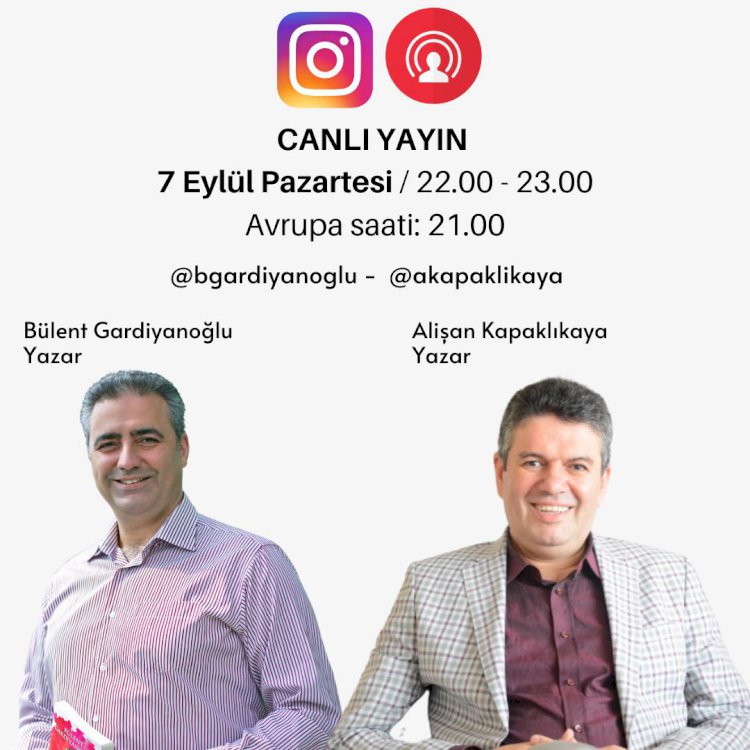 CANLI YAYIN
7 Eylül Pazartesi / 22.00 - 23.00
Avrupa saati: 21.00
@bgardiyanoglu - @akapaklikaya
Bülent Gardiyanoğlu
Yazar
Alişan Kapaklıkaya
Yazar
BÜLENT